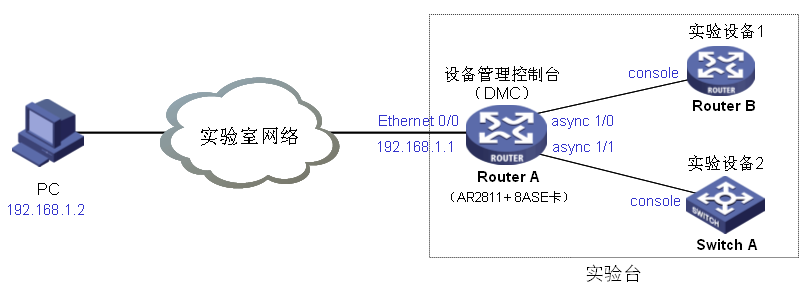 实验设备1
console
ROUTER
Router B
设备管理控制台
（DMC）
Ethernet 0/0
async 1/0
实验室网络
192.168.1.1
ROUTER
async 1/1
Router A
（AR2811+8ASE卡）
实验设备2
console
SWITCH
Switch A
PC
192.168.1.2
实验台